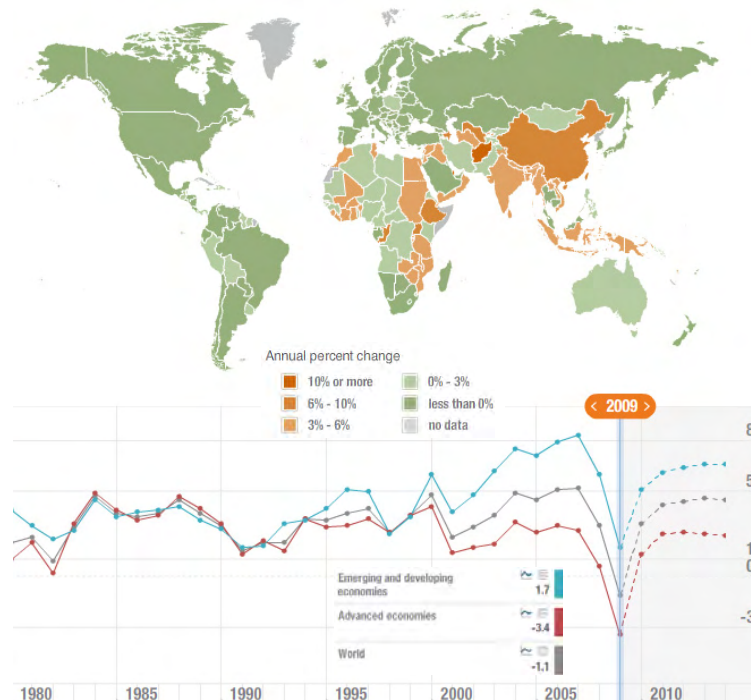 Annual percent change
10% or more
0% - 3%
6% - 10%
less than 0%
3% - 6%
no data
< 2009 >
8
5
1
0
-3
Emerging and developing
economies
1.7
Advanced economies
-3.4
World
-1.1
1980
1985
1990
1995
2000
2005
2010